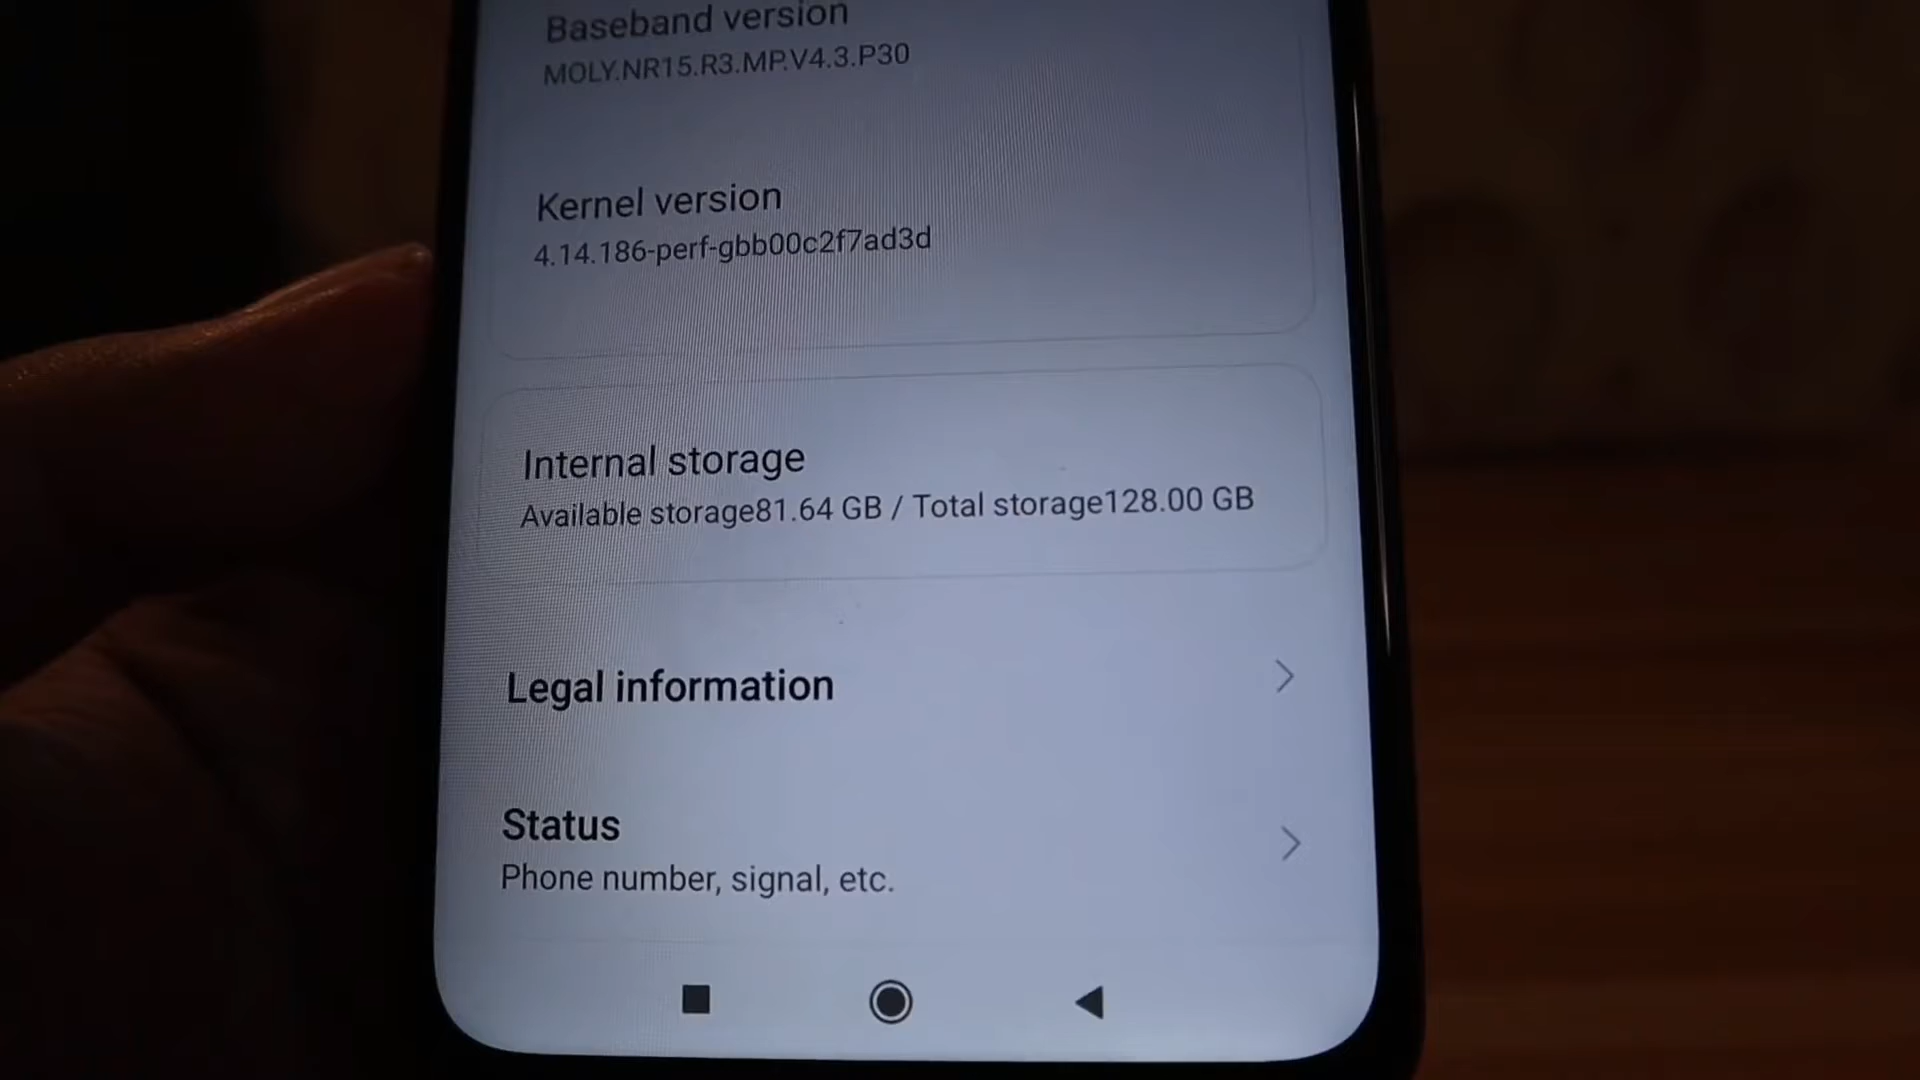 Baseband version
MOLY.NR15.R3.MP.V4.3.P30
Kernel version
4.14.186-perf-gbb00c2f7ad3d
Internal storage
Available storage81.64 GB / Total storage128.00 GB
Legal information
Status
Phone number, signal, etc.